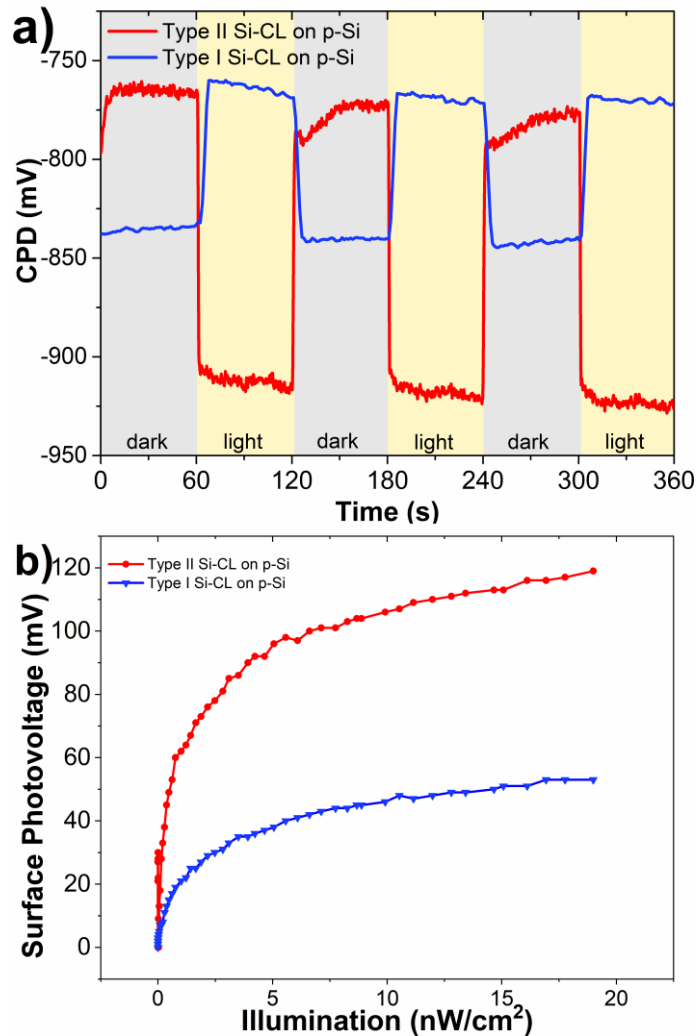 a)
Type II Si-CL on p-Si
Type I Si-CL on p-Si
CPD (mV)
-725
-750
-800
-850
-900
-950
dark
light
dark
light
dark
light
0 60 120 180 240 300 360
Time (s)
b)
Type II Si-CL on p-Si
Type I Si-CL on p-Si
Surface Photovoltage (mV)
120
100
80
60
40
20
0
0 5 10 15 20
Illumination (nW/cm²)